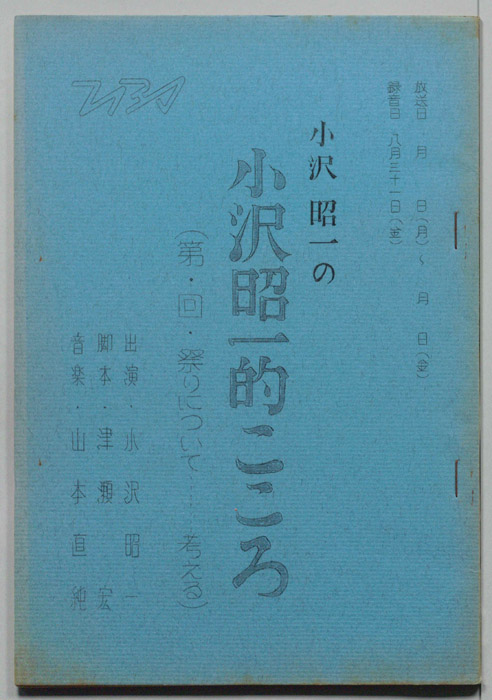 放送日　月　　日(月)～　月　日(金)
録音日　八月三十一日(金)
小沢昭一の
小沢昭一的こころ
(第・回・祭りについて……考える)
出演・小沢昭一
脚本・津瀬　宏
音楽・山本直純
TBS